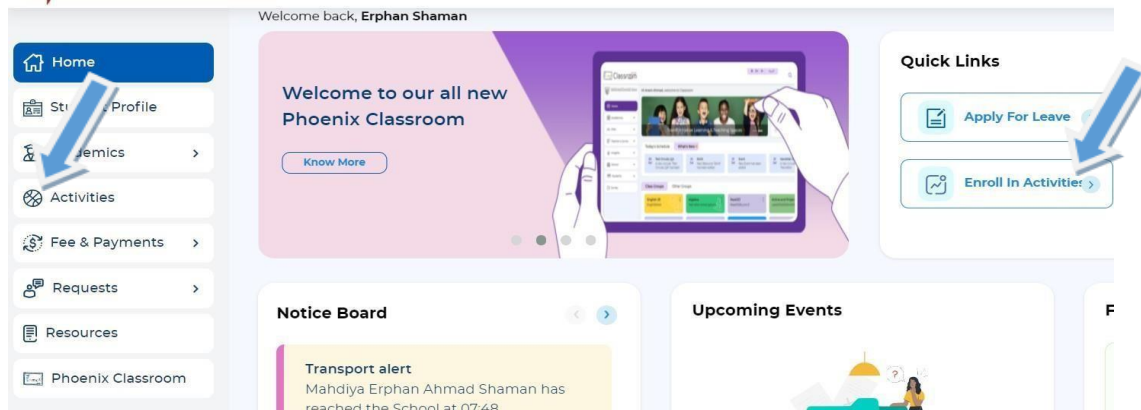 Welcome back, Erphan Shaman
Home
Profile
Academics
Activities
Fee & Payments
Requests
Resources
Phoenix Classroom
Welcome to our all new
Phoenix Classroom
Know More
Quick Links
Apply For Leave
Enroll In Activities
Notice Board
Transport alert
Mahdiya Erphan Ahmad Shaman has
reached the School at 07:48
Upcoming Events
F